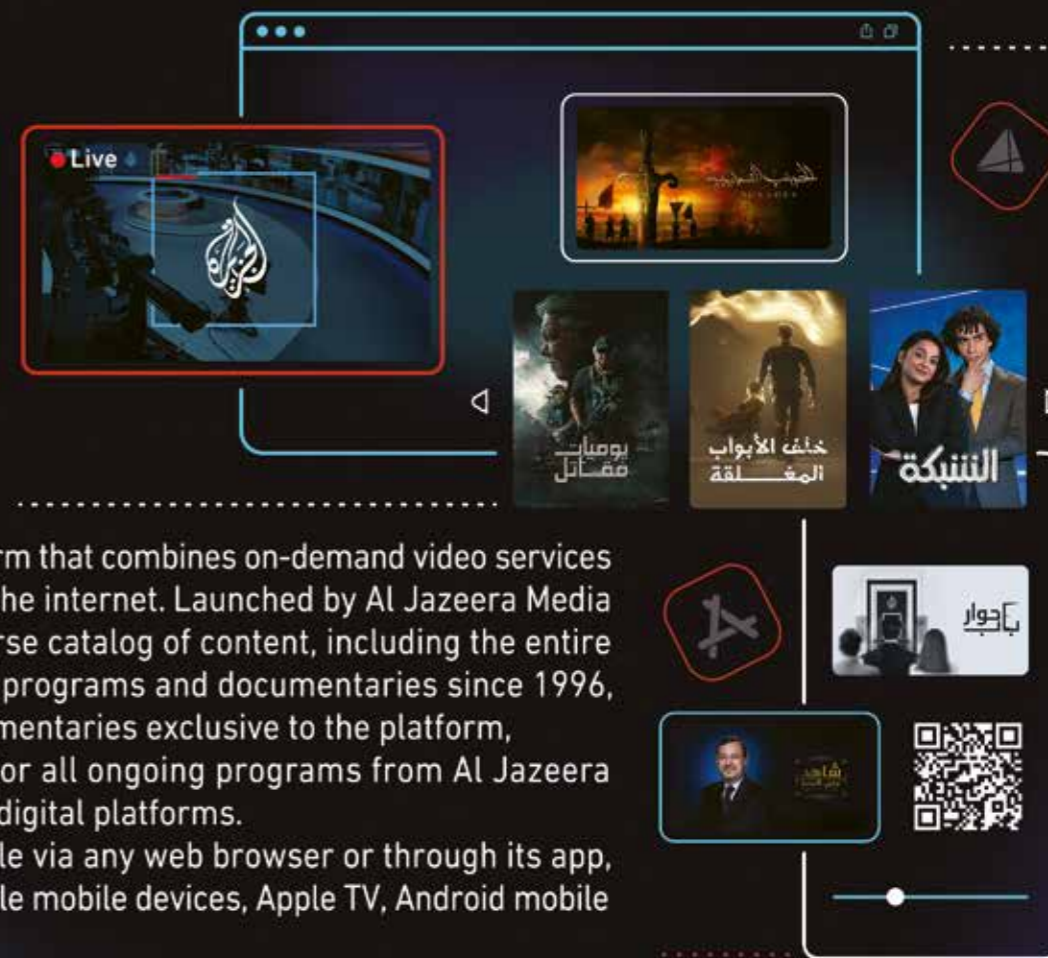 Live
الجزيرة
يوميات
مقاتل
خلف الأبواب
المغلقة
الشبكة
rm that combines on-demand video services
he internet. Launched by Al Jazeera Media
rse catalog of content, including the entire
programs and documentaries since 1996,
mentaries exclusive to the platform,
or all ongoing programs from Al Jazeera
digital platforms.
le via any web browser or through its app,
le mobile devices, Apple TV, Android mobile
شاهد